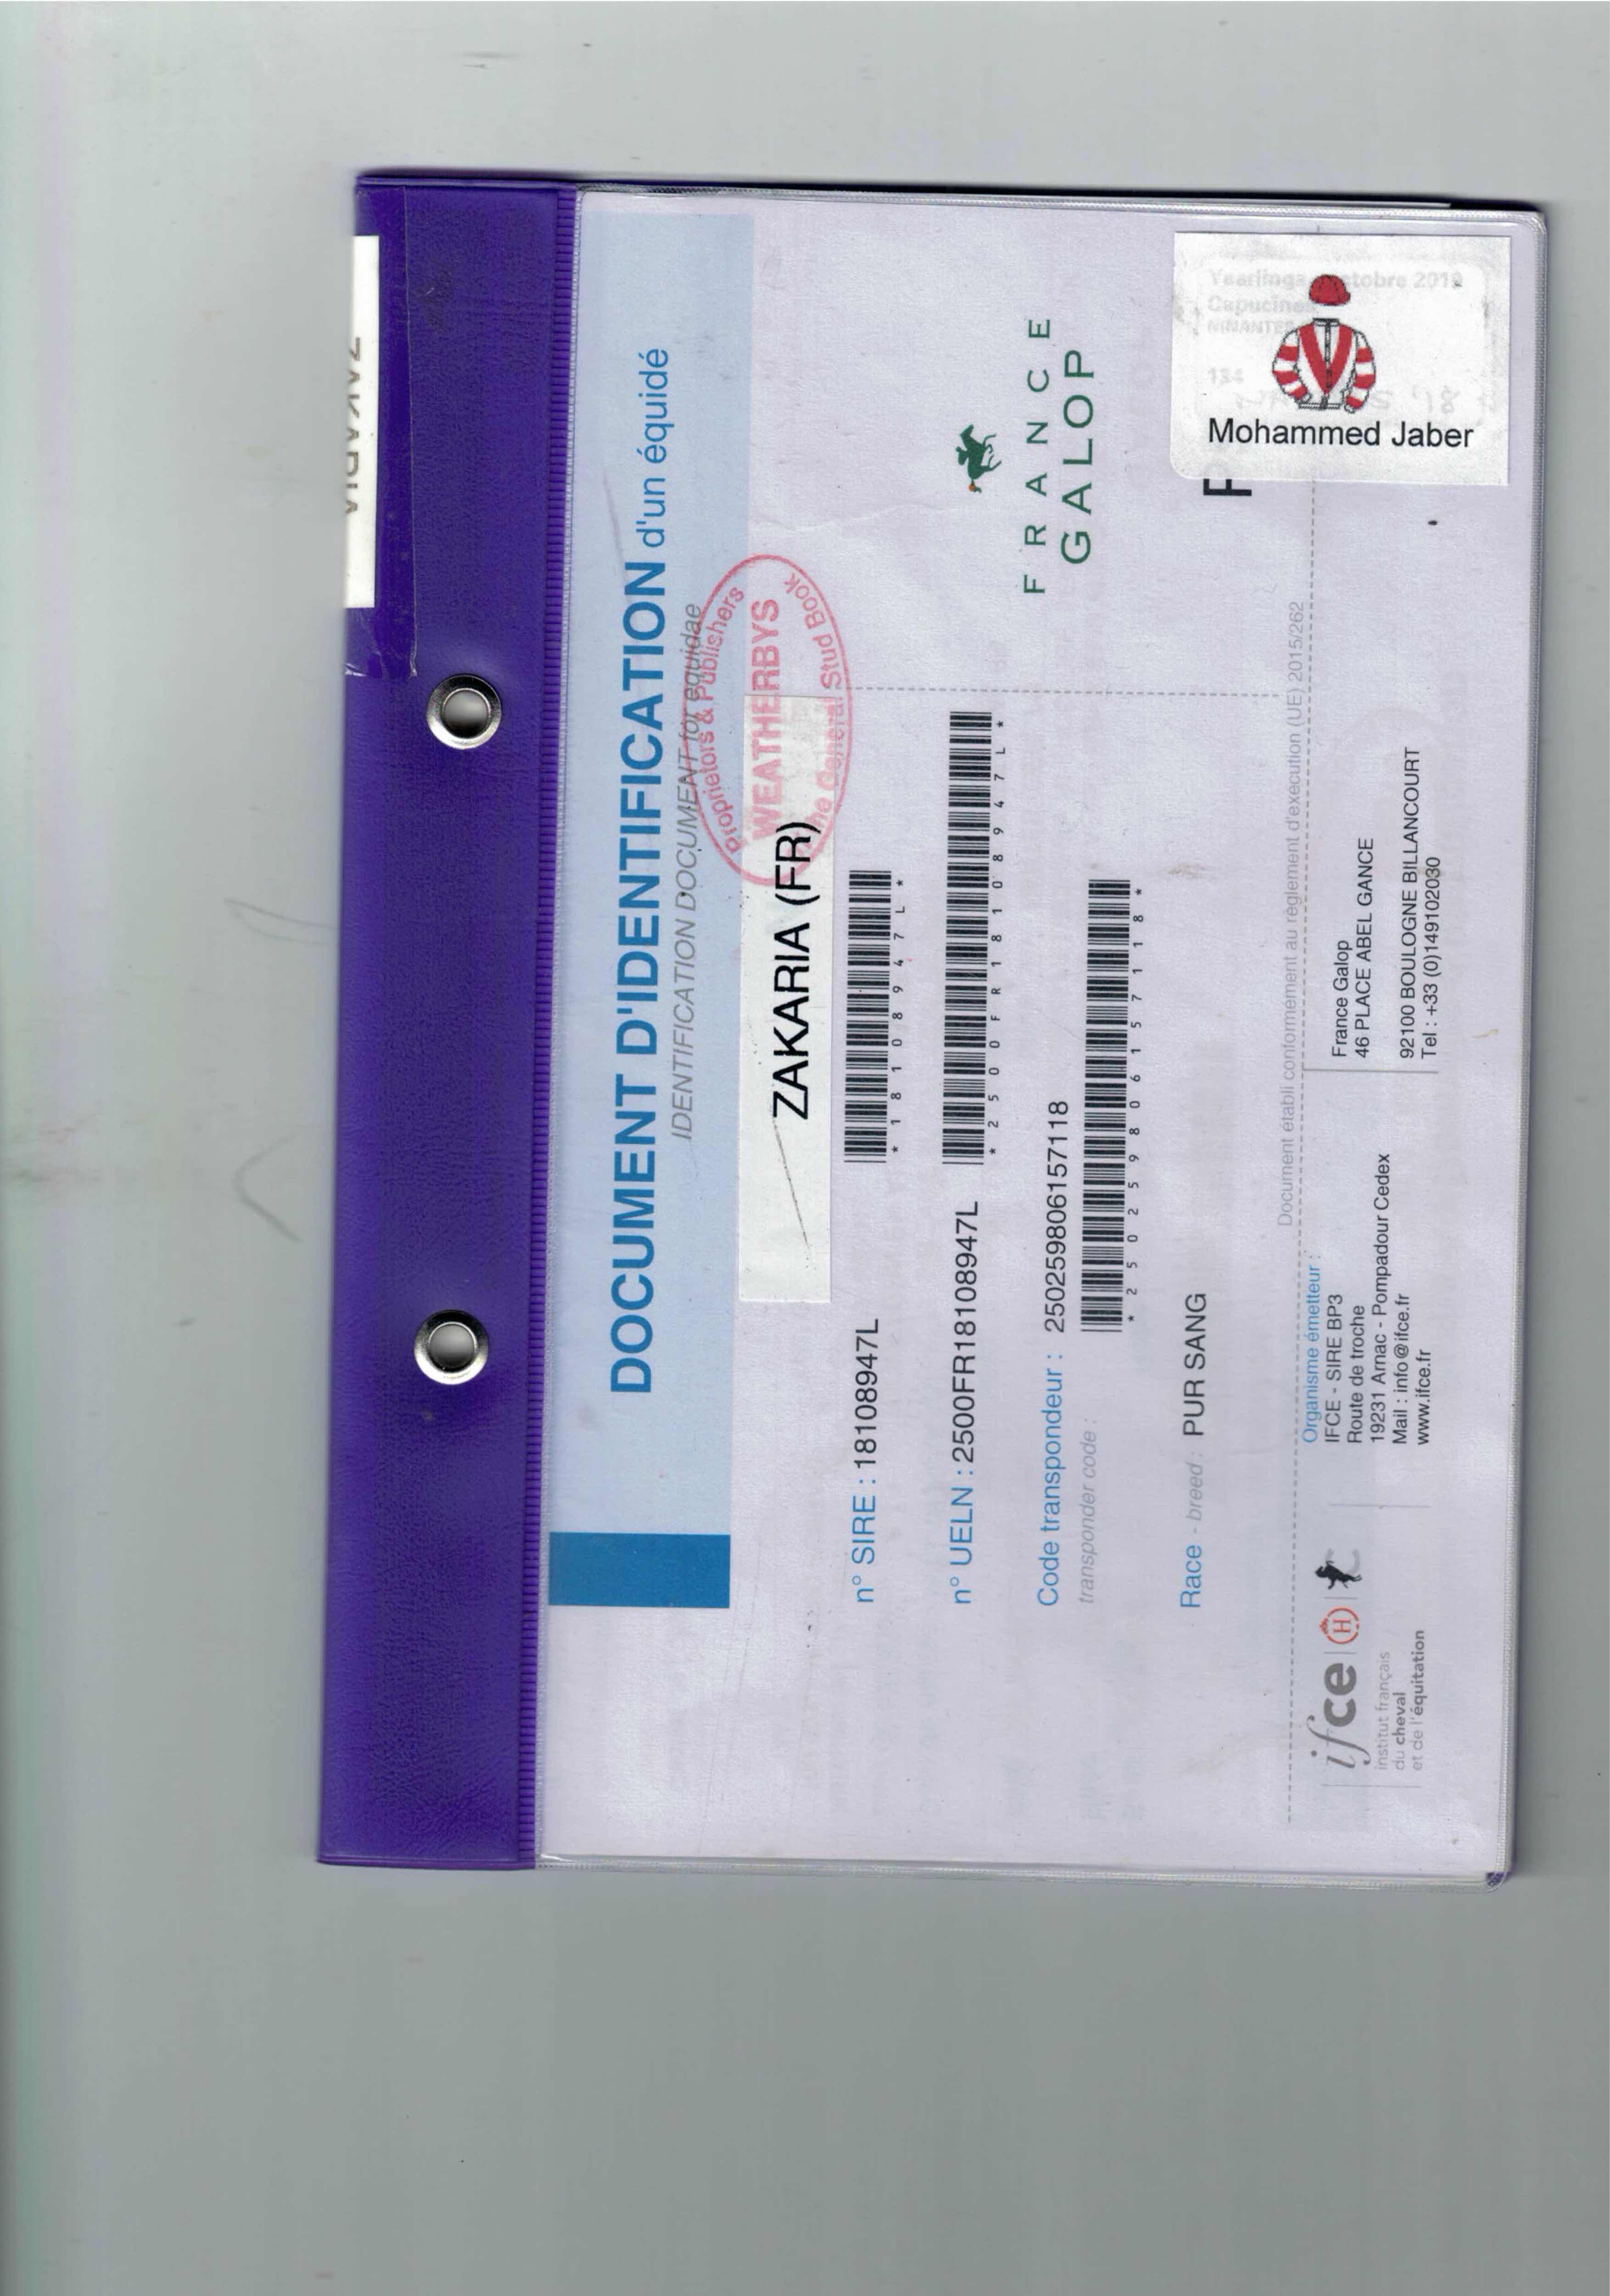 ZAKARIA
DOCUMENT D'IDENTIFICATION d'un équidé
IDENTIFICATION DOCUMENT for equidae
Proprietors & Publishers
WEATHERBYS
General Stud Book
ZAKARIA (FR)
n° SIRE : 18108947L
*18108947L*
n° UELN : 2500FR18108947L
*2500FR18108947L*
FRANCE
GALOP
Code transpondeur : 250259806157118
transponder code :
*250259806157118*
Race - breed : PUR SANG
Document établi conformément au règlement d'exécution (UE) 2015/262
ifce
institut français
du cheval
et de l'équitation
Organisme émetteur :
IFCE - SIRE BP3
Route de troche
19231 Arnac - Pompadour Cedex
Mail : info@ifce.fr
www.ifce.fr
France Galop
46 PLACE ABEL GANCE
92100 BOULOGNE BILLANCOURT
Tel : +33 (0)149102030
Yearlings octobre 2019
134
'18
Mohammed Jaber